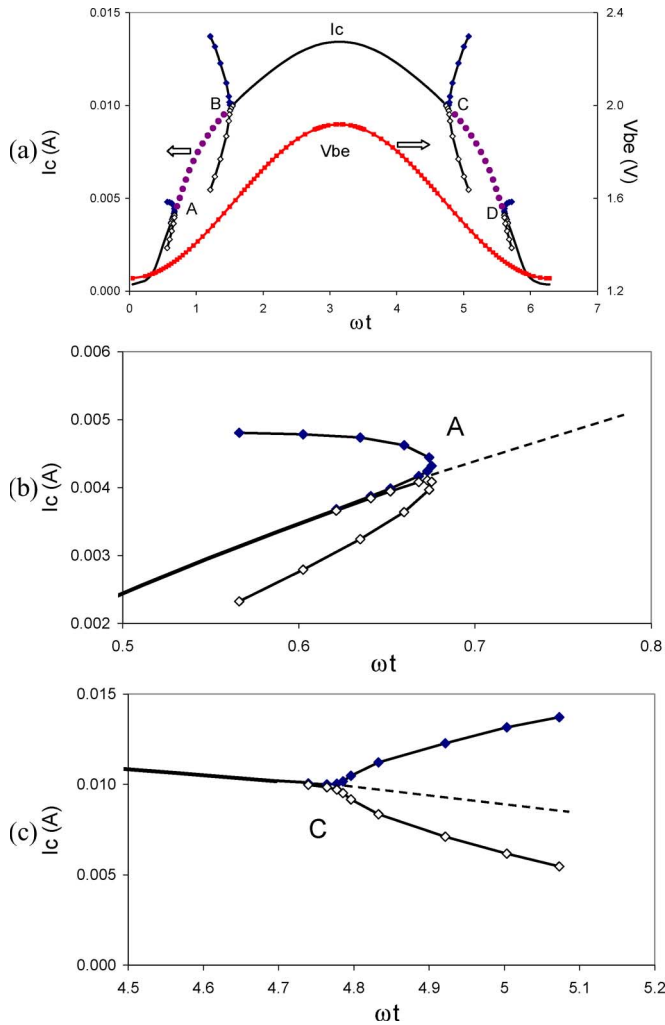 (a)
Ic (A)
0.015
0.010
0.005
0.000
Ic
B
C
A
D
Vbe
2.4
2.0
1.6
1.2
Vbe (V)
0 1 2 3 4 5 6 7
ωt
(b)
Ic (A)
0.006
0.005
0.004
0.003
0.002
A
0.5 0.6 0.7 0.8
ωt
(c)
Ic (A)
0.015
0.010
0.005
0.000
C
4.5 4.6 4.7 4.8 4.9 5 5.1 5.2
ωt